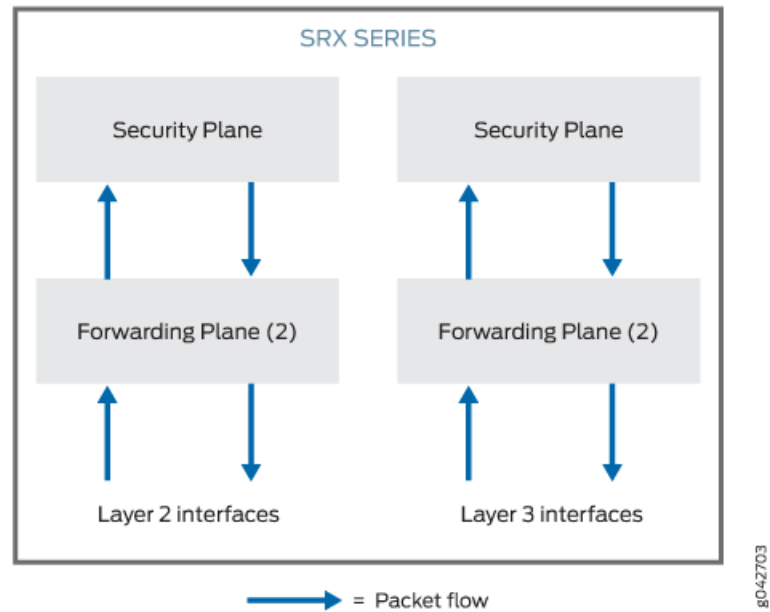 SRX SERIES
Security Plane
Security Plane
Forwarding Plane (2)
Forwarding Plane (2)
Layer 2 interfaces
Layer 3 interfaces
= Packet flow
g042703